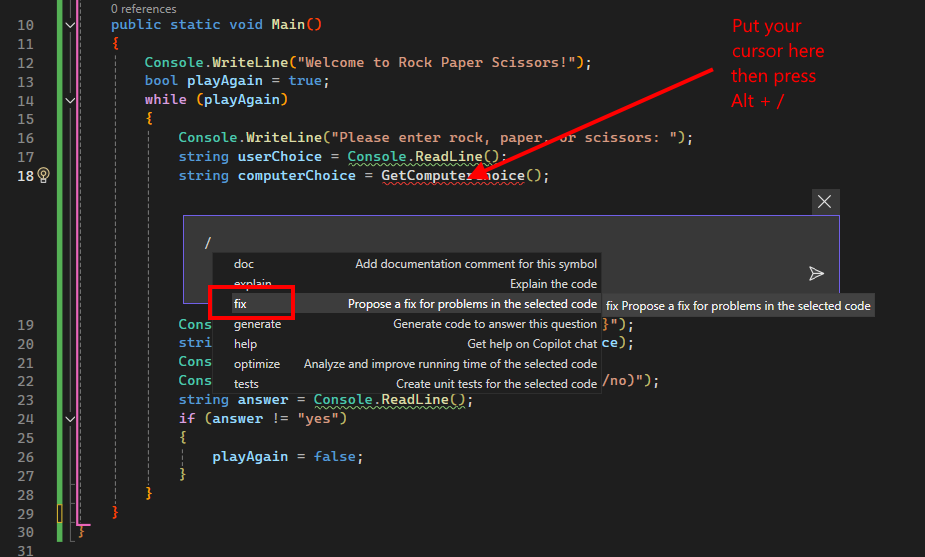 0 references
10 public static void Main()
11 {
12 Console.WriteLine("Welcome to Rock Paper Scissors!");
13 bool playAgain = true;
14 while (playAgain)
15 {
16 Console.WriteLine("Please enter rock, paper, or scissors: ");
17 string userChoice = Console.ReadLine();
18 string computerChoice = GetComputerChoice();
Put your
cursor here
then press
Alt + /
/
doc Add documentation comment for this symbol
explain Explain the code
fix Propose a fix for problems in the selected code
fix Propose a fix for problems in the selected code
generate Generate code to answer this question
help Get help on Copilot chat
optimize Analyze and improve running time of the selected code
tests Create unit tests for the selected code
19 Cons }");
20 stri ce);
21 Cons
22 Cons /no)");
23 string answer = Console.ReadLine();
24 if (answer != "yes")
25 {
26 playAgain = false;
27 }
28 }
29 }
30 }
31